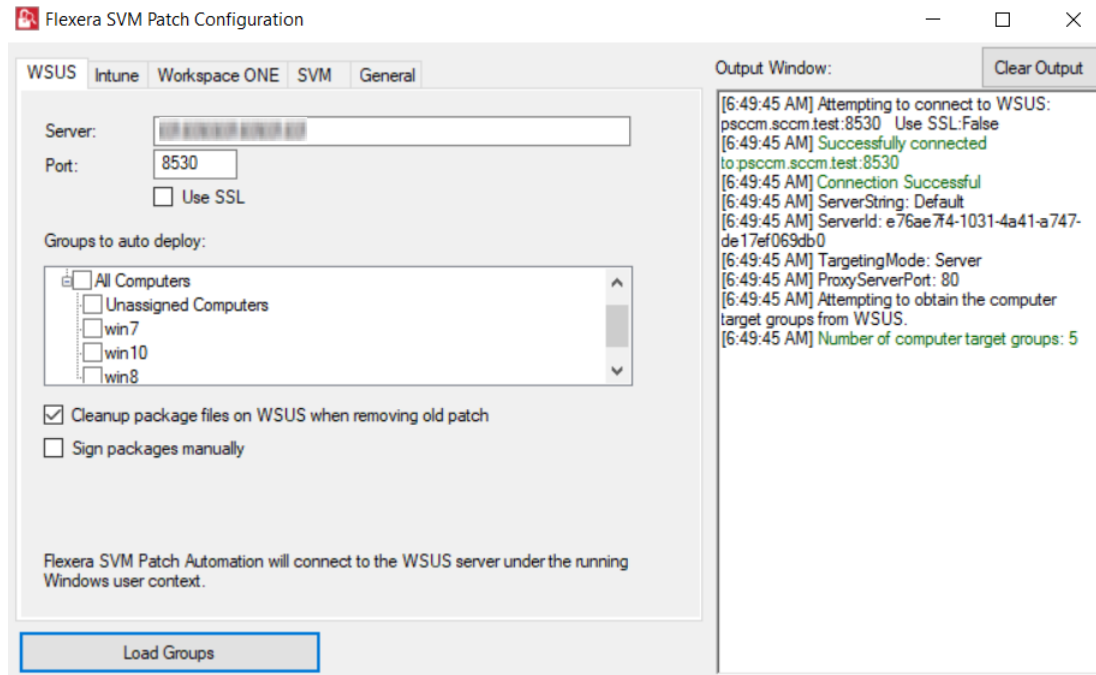 Flexera SVM Patch Configuration
WSUS
Intune
Workspace ONE
SVM
General
Server:
Port:
8530
Use SSL
Groups to auto deploy:
All Computers
Unassigned Computers
win7
win10
win8
Cleanup package files on WSUS when removing old patch
Sign packages manually
Flexera SVM Patch Automation will connect to the WSUS server under the running
Windows user context.
Load Groups
Output Window:
Clear Output
[6:49:45 AM] Attempting to connect to WSUS:
psccm.sccm.test:8530 Use SSL:False
[6:49:45 AM] Successfully connected
to:psccm.sccm.test:8530
[6:49:45 AM] Connection Successful
[6:49:45 AM] ServerString: Default
[6:49:45 AM] ServerId: e76ae7f4-1031-4a41-a747-
de17ef069db0
[6:49:45 AM] TargetingMode: Server
[6:49:45 AM] ProxyServerPort: 80
[6:49:45 AM] Attempting to obtain the computer
target groups from WSUS.
[6:49:45 AM] Number of computer target groups: 5